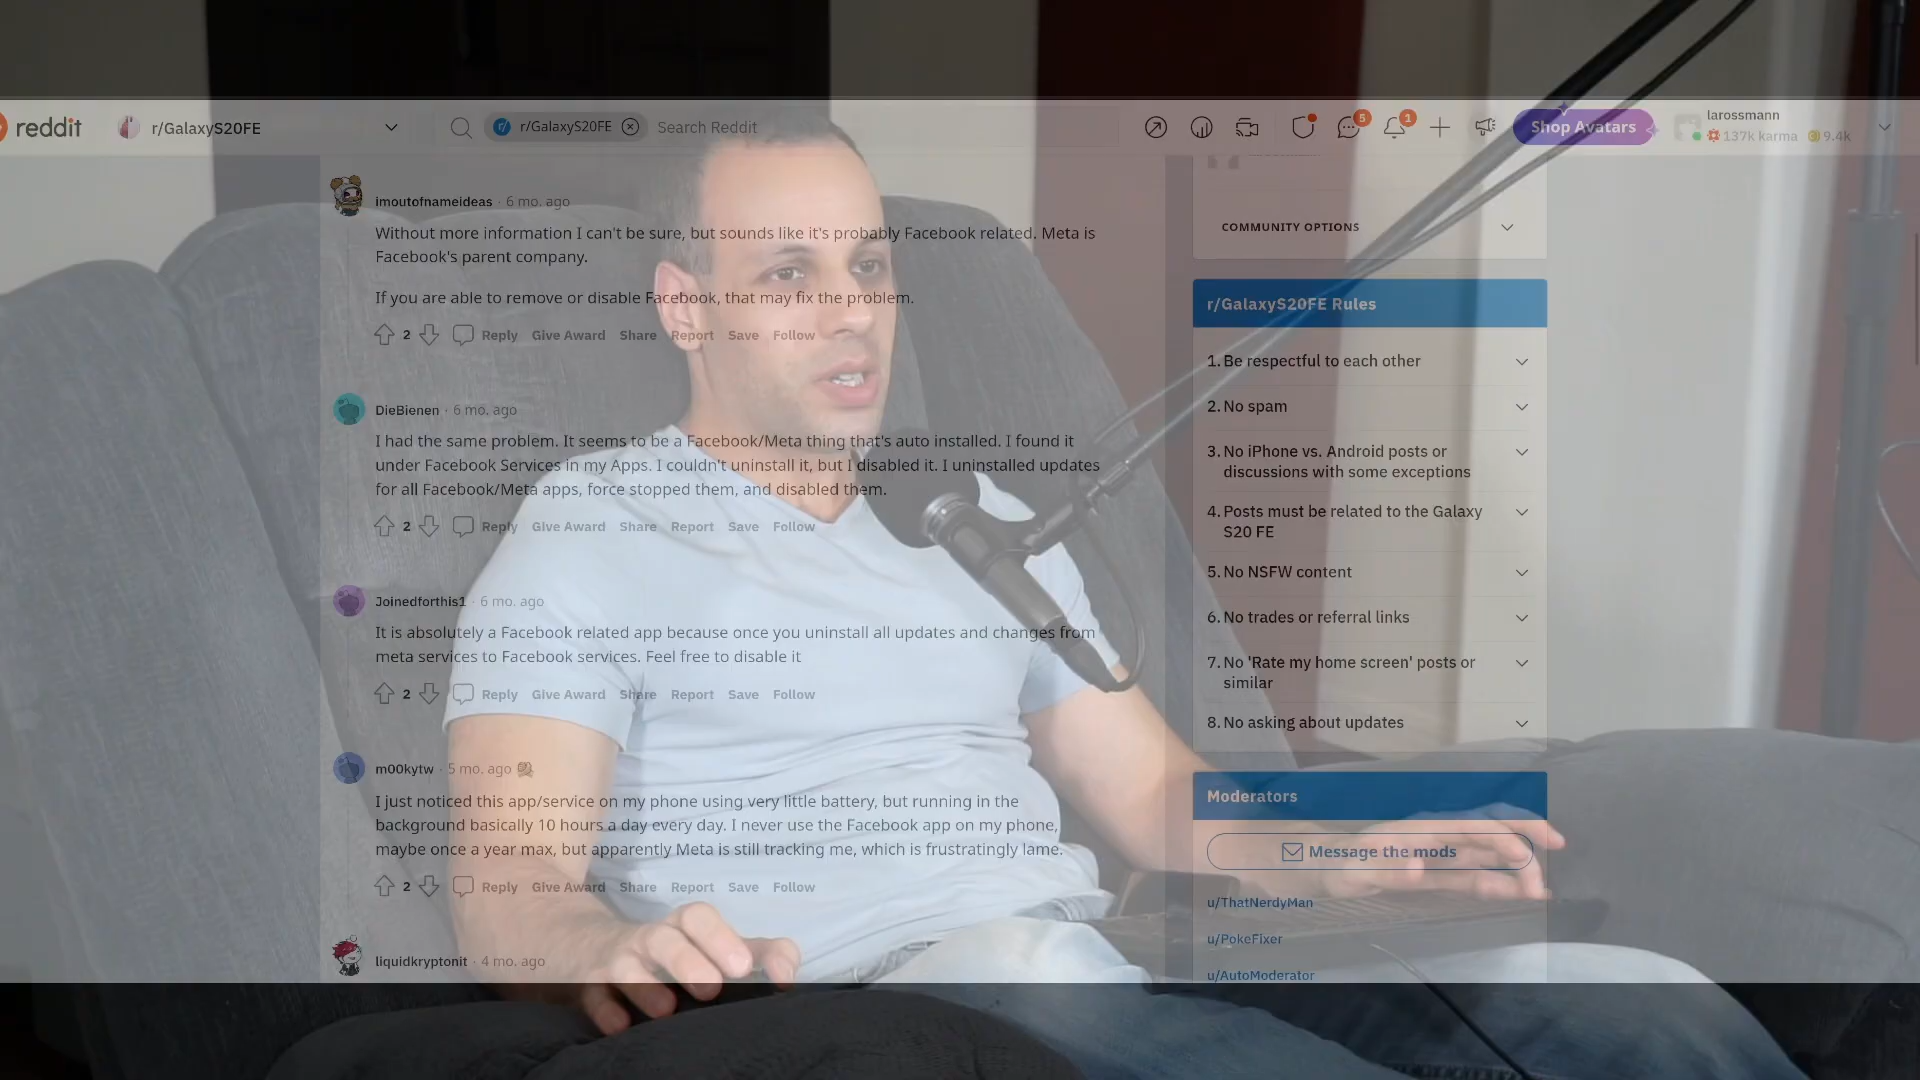 reddit
r/GalaxyS20FE
r/GalaxyS20FE
Search Reddit
5
1
Shop Avatars
larossmann
137k karma
9.4k
imoutofnameideas · 6 mo. ago
Without more information I can't be sure, but sounds like it's probably Facebook related. Meta is
Facebook's parent company.
If you are able to remove or disable Facebook, that may fix the problem.
2 Reply Give Award Share Report Save Follow
DieBienen · 6 mo. ago
I had the same problem. It seems to be a Facebook/Meta thing that's auto installed. I found it
under Facebook Services in my Apps. I couldn't uninstall it, but I disabled it. I uninstalled updates
for all Facebook/Meta apps, force stopped them, and disabled them.
2 Reply Give Award Share Report Save Follow
Joinedforthis1 · 6 mo. ago
It is absolutely a Facebook related app because once you uninstall all updates and changes from
meta services to Facebook services. Feel free to disable it
2 Reply Give Award Share Report Save Follow
m00kytw · 5 mo. ago
I just noticed this app/service on my phone using very little battery, but running in the
background basically 10 hours a day every day. I never use the Facebook app on my phone,
maybe once a year max, but apparently Meta is still tracking me, which is frustratingly lame.
2 Reply Give Award Share Report Save Follow
liquidkryptonit · 4 mo. ago
COMMUNITY OPTIONS
r/GalaxyS20FE Rules
1. Be respectful to each other
2. No spam
3. No iPhone vs. Android posts or
discussions with some exceptions
4. Posts must be related to the Galaxy
S20 FE
5. No NSFW content
6. No trades or referral links
7. No 'Rate my home screen' posts or
similar
8. No asking about updates
Moderators
Message the mods
u/ThatNerdyMan
u/PokeFixer
u/AutoModerator